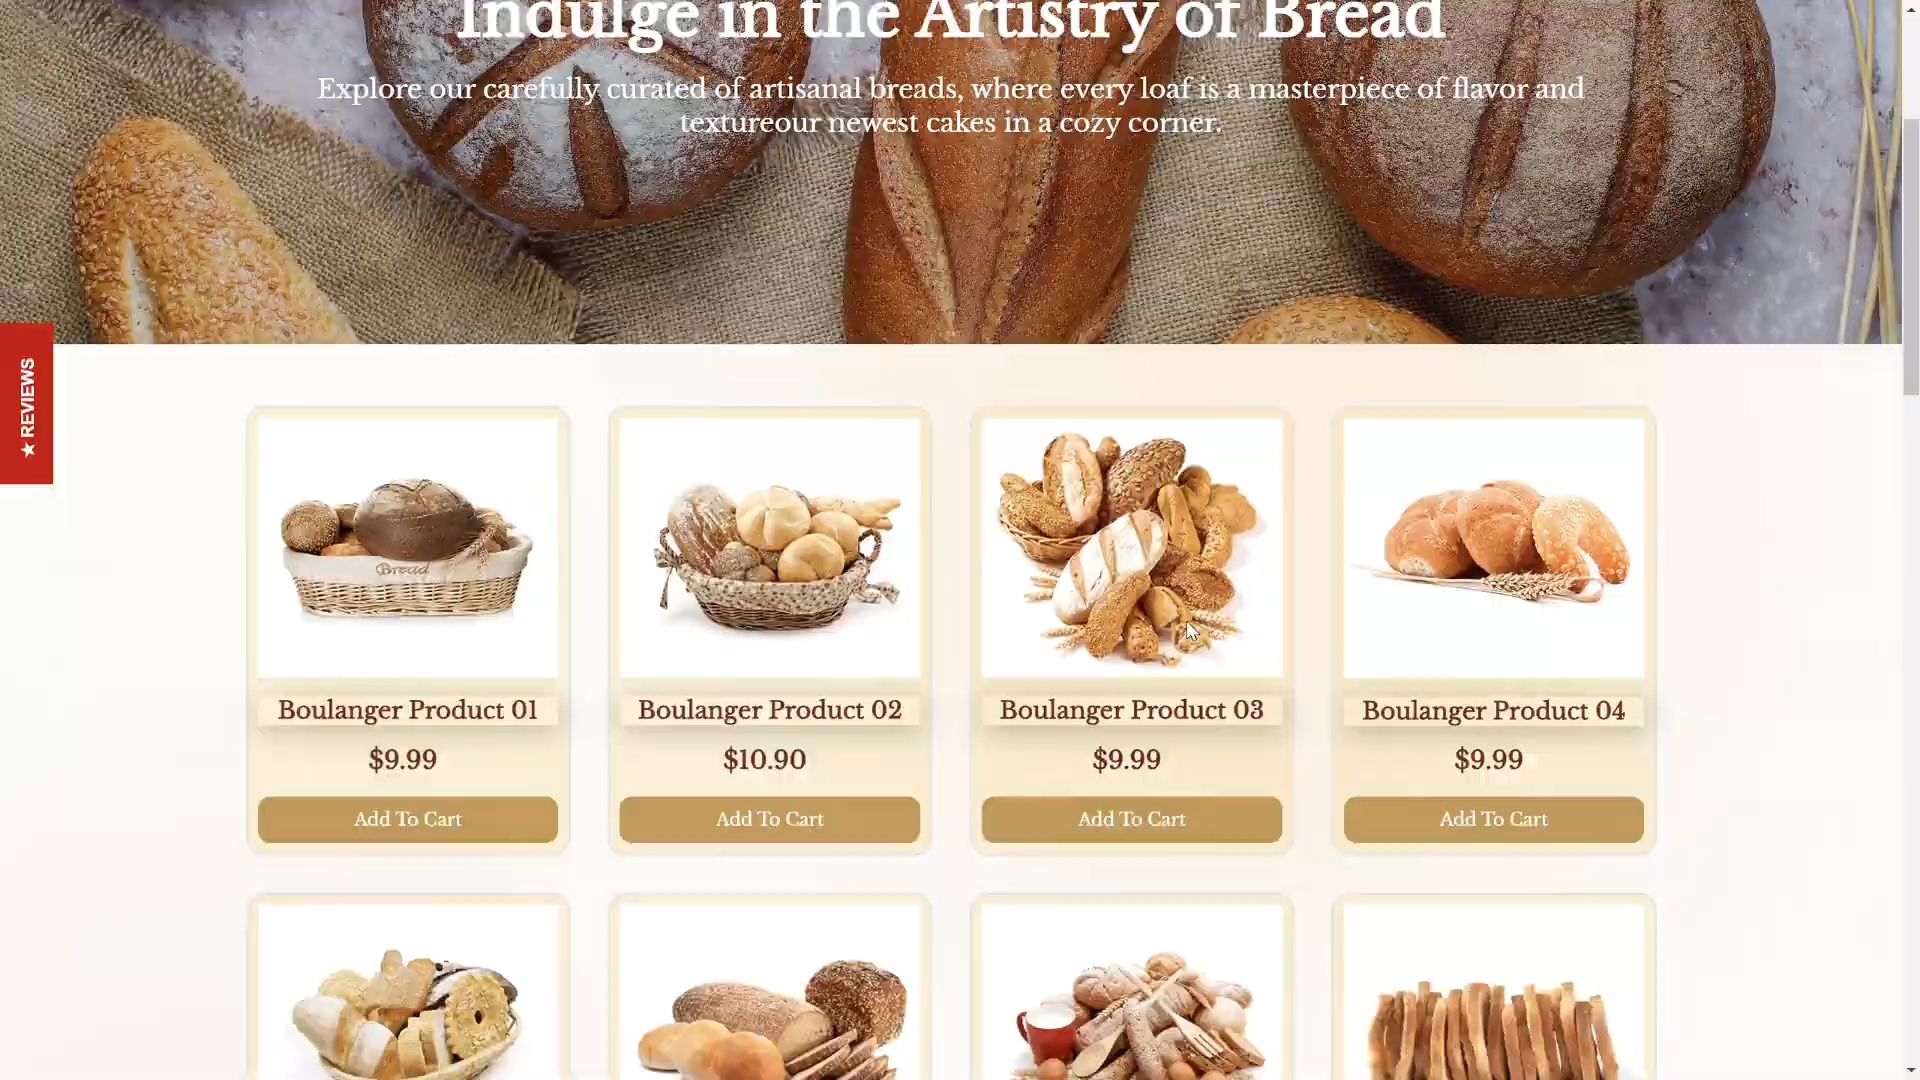 Indulge in the Artistry of Bread
Explore our carefully curated of artisanal breads, where every loaf is a masterpiece of flavor and
textureour newest cakes in a cozy corner.
★ REVIEWS
Bread
Boulanger Product 01
Boulanger Product 02
Boulanger Product 03
Boulanger Product 04
$9.99
$10.90
$9.99
$9.99
Add To Cart
Add To Cart
Add To Cart
Add To Cart